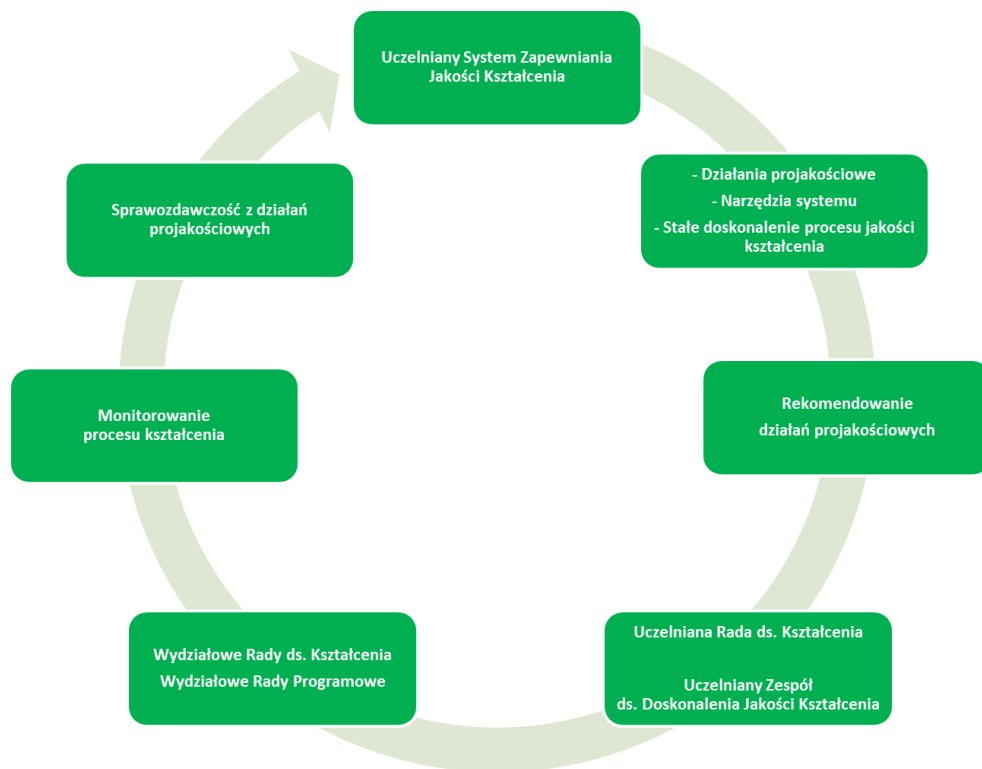 Uczelniany System Zapewniania
Jakości Kształcenia
- Działania projakościowe
- Narzędzia systemu
- Stałe doskonalenie procesu jakości
kształcenia
Rekomendowanie
działań projakościowych
Uczelniana Rada ds. Kształcenia
Uczelniany Zespół
ds. Doskonalenia Jakości Kształcenia
Wydziałowe Rady ds. Kształcenia
Wydziałowe Rady Programowe
Monitorowanie
procesu kształcenia
Sprawozdawczość z działań
projakościowych